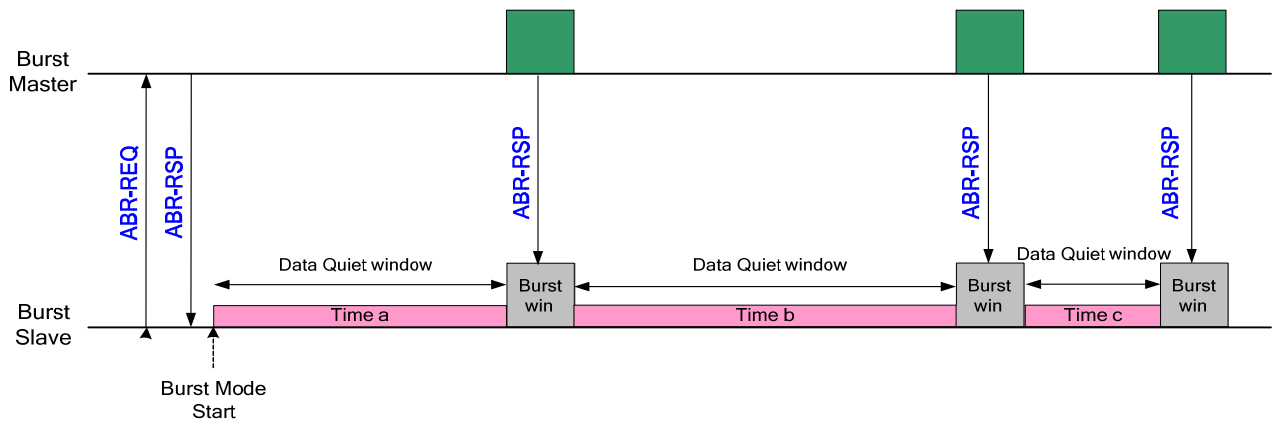 Burst
Master
ABR-REQ
ABR-RSP
ABR-RSP
ABR-RSP
ABR-RSP
Data Quiet window
Data Quiet window
Data Quiet window
Burst
win
Burst
win
Burst
win
Burst
Slave
Time a
Time b
Time c
Burst Mode
Start